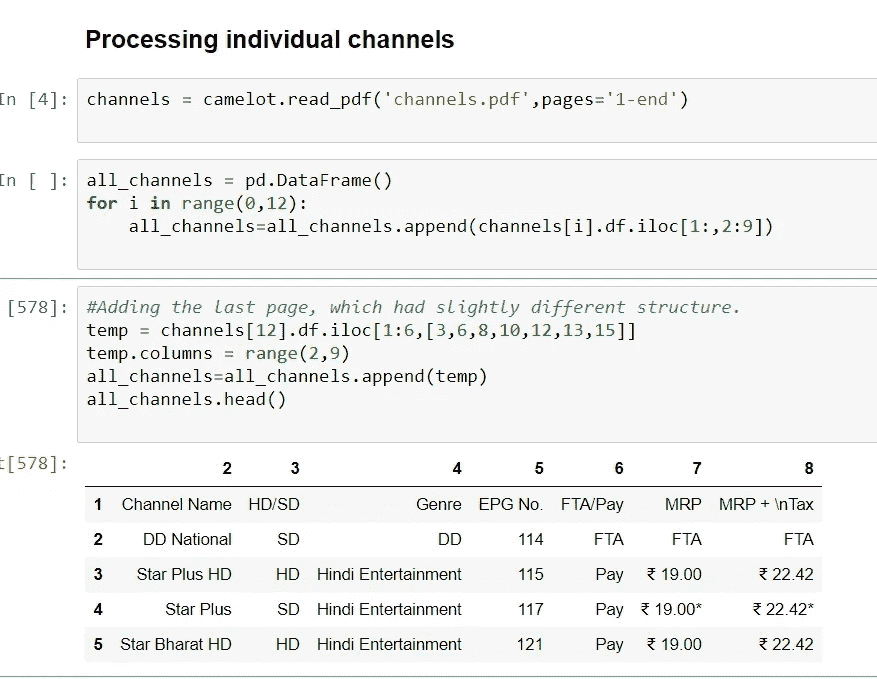 Processing individual channels
In [4]: channels = camelot.read_pdf('channels.pdf',pages='1-end')
In [ ]: all_channels = pd.DataFrame()
for i in range(0,12):
all_channels=all_channels.append(channels[i].df.iloc[1:,2:9])
[578]: #Adding the last page, which had slightly different structure.
temp = channels[12].df.iloc[1:6,[3,6,8,10,12,13,15]]
temp.columns = range(2,9)
all_channels=all_channels.append(temp)
all_channels.head()
t[578]:
2 3 4 5 6 7 8
1 Channel Name HD/SD Genre EPG No. FTA/Pay MRP MRP + \nTax
2 DD National SD DD 114 FTA FTA FTA
3 Star Plus HD HD Hindi Entertainment 115 Pay ₹ 19.00 ₹ 22.42
4 Star Plus SD Hindi Entertainment 117 Pay ₹ 19.00* ₹ 22.42*
5 Star Bharat HD HD Hindi Entertainment 121 Pay ₹ 19.00 ₹ 22.42